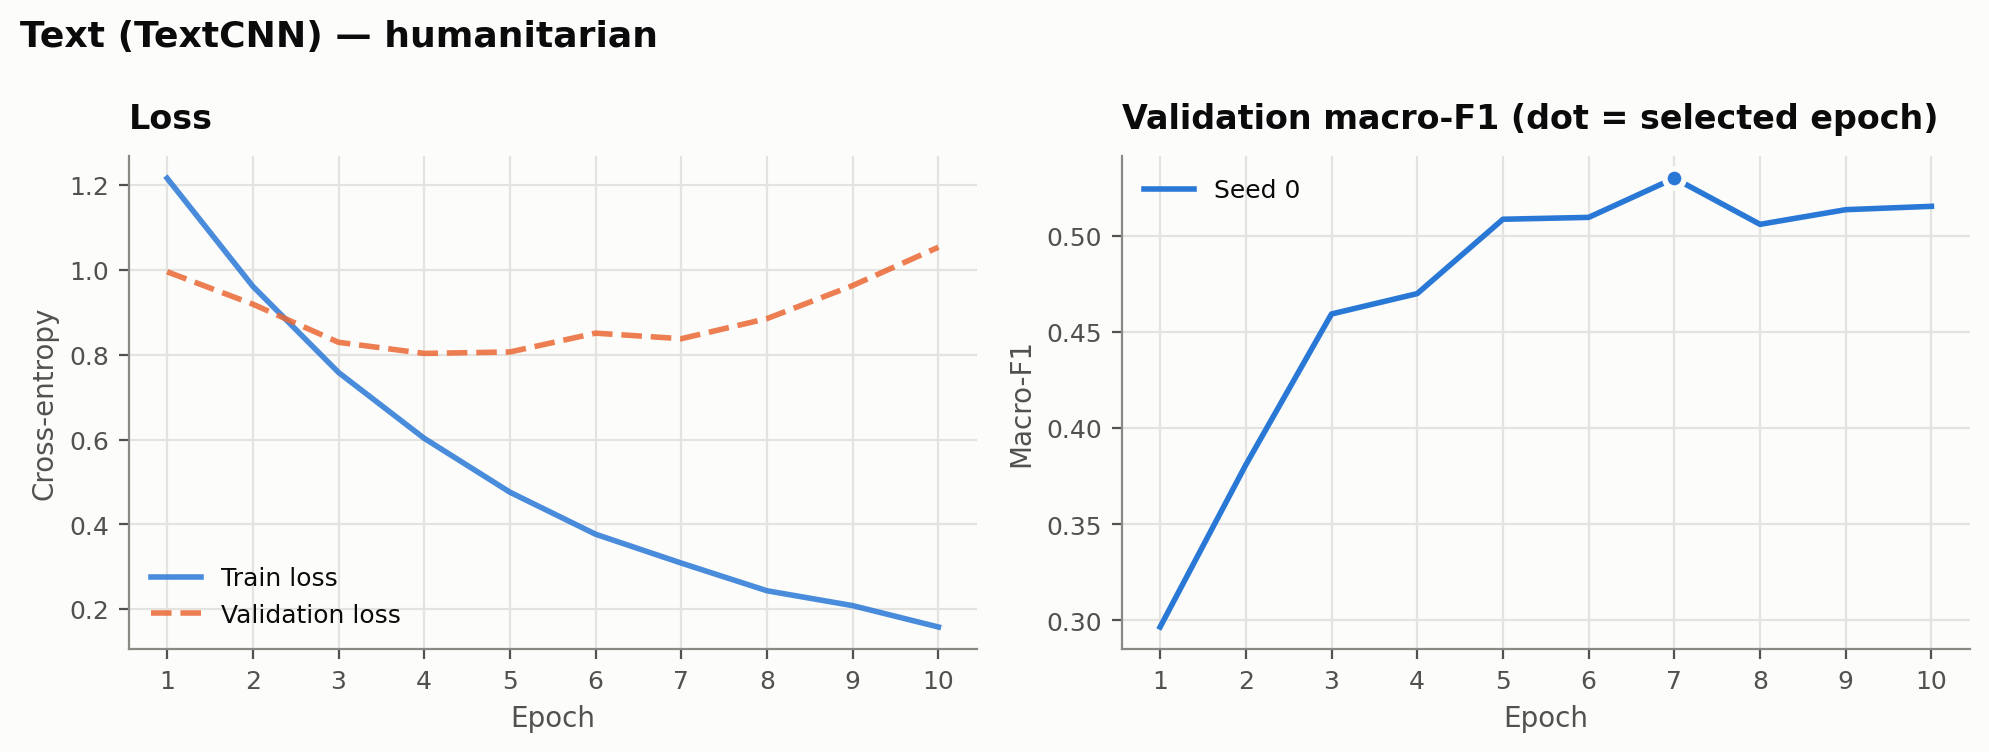 Text (TextCNN) — humanitarian
Loss
Cross-entropy
1.2
1.0
0.8
0.6
0.4
0.2
Train loss
Validation loss
1 2 3 4 5 6 7 8 9 10
Epoch
Validation macro-F1 (dot = selected epoch)
Macro-F1
0.50
0.45
0.40
0.35
0.30
Seed 0
1 2 3 4 5 6 7 8 9 10
Epoch